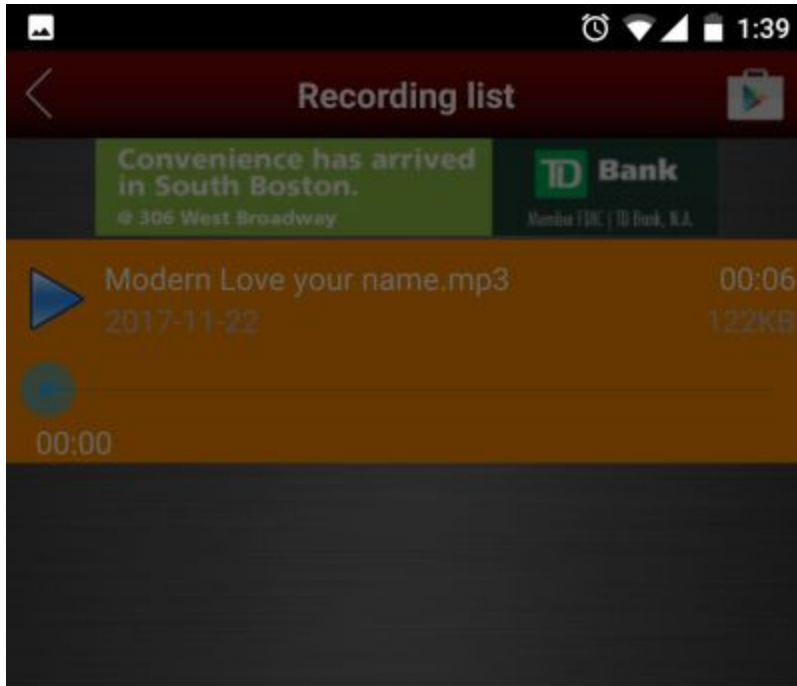 1:39
Recording list
Convenience has arrived
in South Boston.
@ 306 West Broadway
TD Bank
Member FDIC | TD Bank, N.A.
Modern Love your name.mp3 00:06
2017-11-22 122KB
00:00